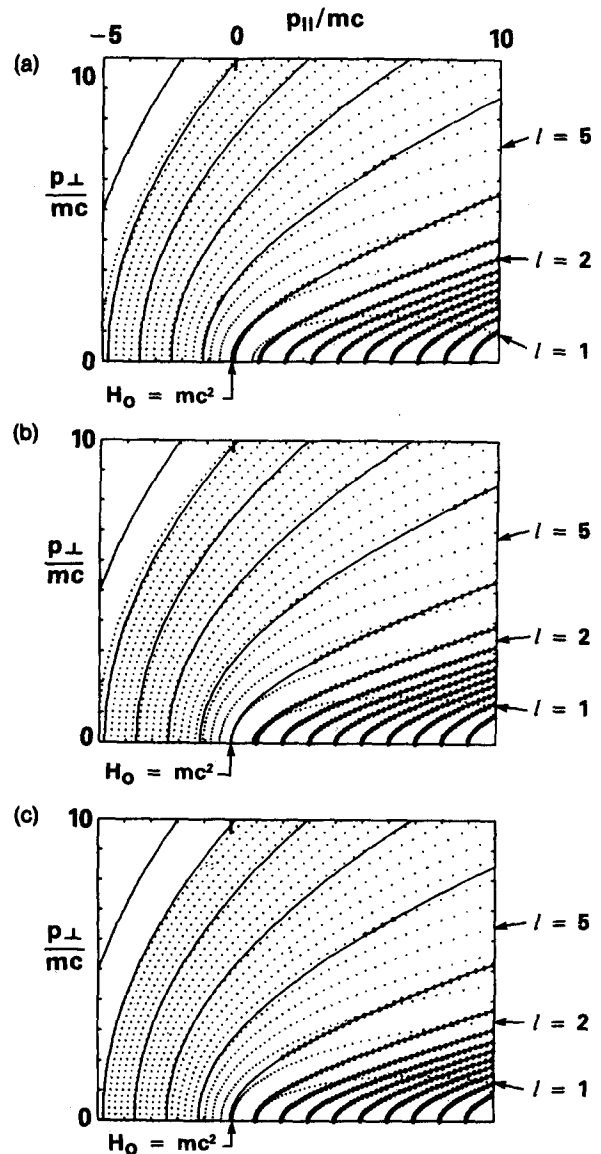 p||/mc
−5 0 10
(a)
10
p⊥
mc
0
l = 5
l = 2
l = 1
H₀ = mc²
(b)
10
p⊥
mc
0
l = 5
l = 2
l = 1
H₀ = mc²
(c)
10
p⊥
mc
0
l = 5
l = 2
l = 1
H₀ = mc²